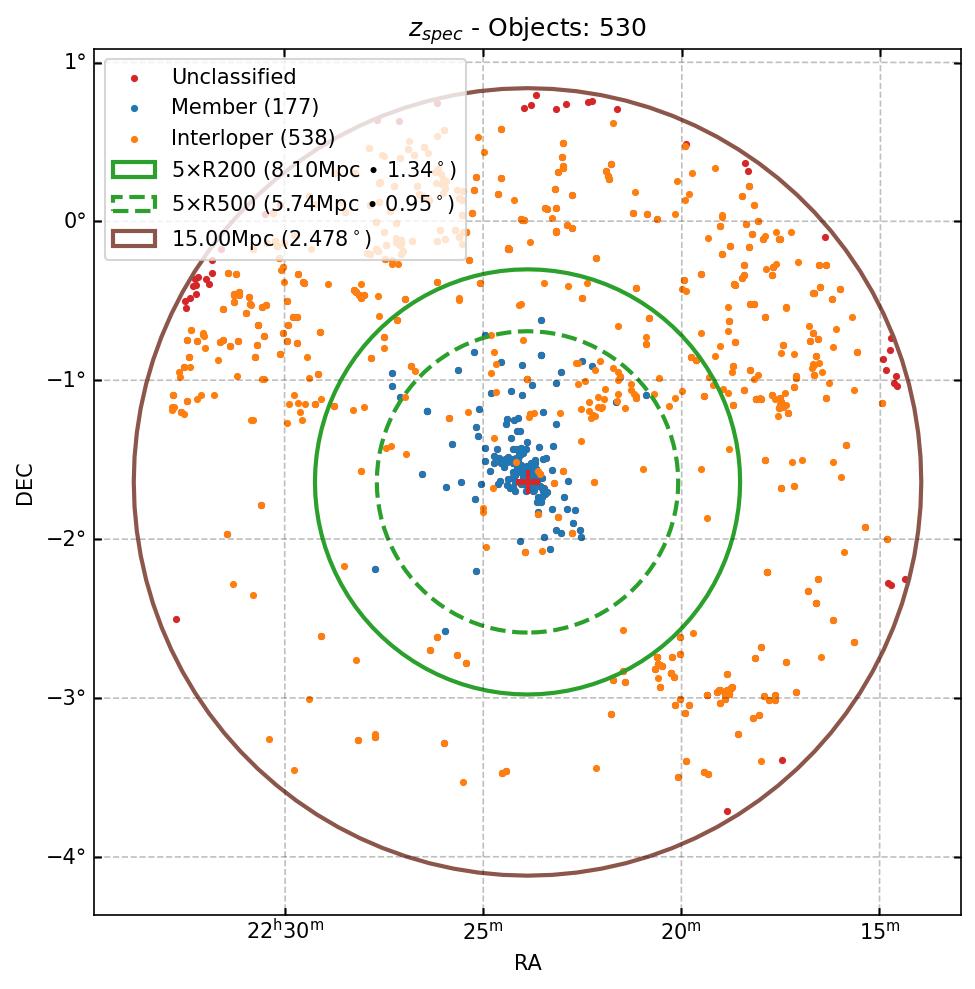 z_spec - Objects: 530
Unclassified
Member (177)
Interloper (538)
5×R200 (8.10Mpc • 1.34°)
5×R500 (5.74Mpc • 0.95°)
15.00Mpc (2.478°)
1°
0°
−1°
−2°
−3°
−4°
DEC
22h30m 25m 20m 15m
RA